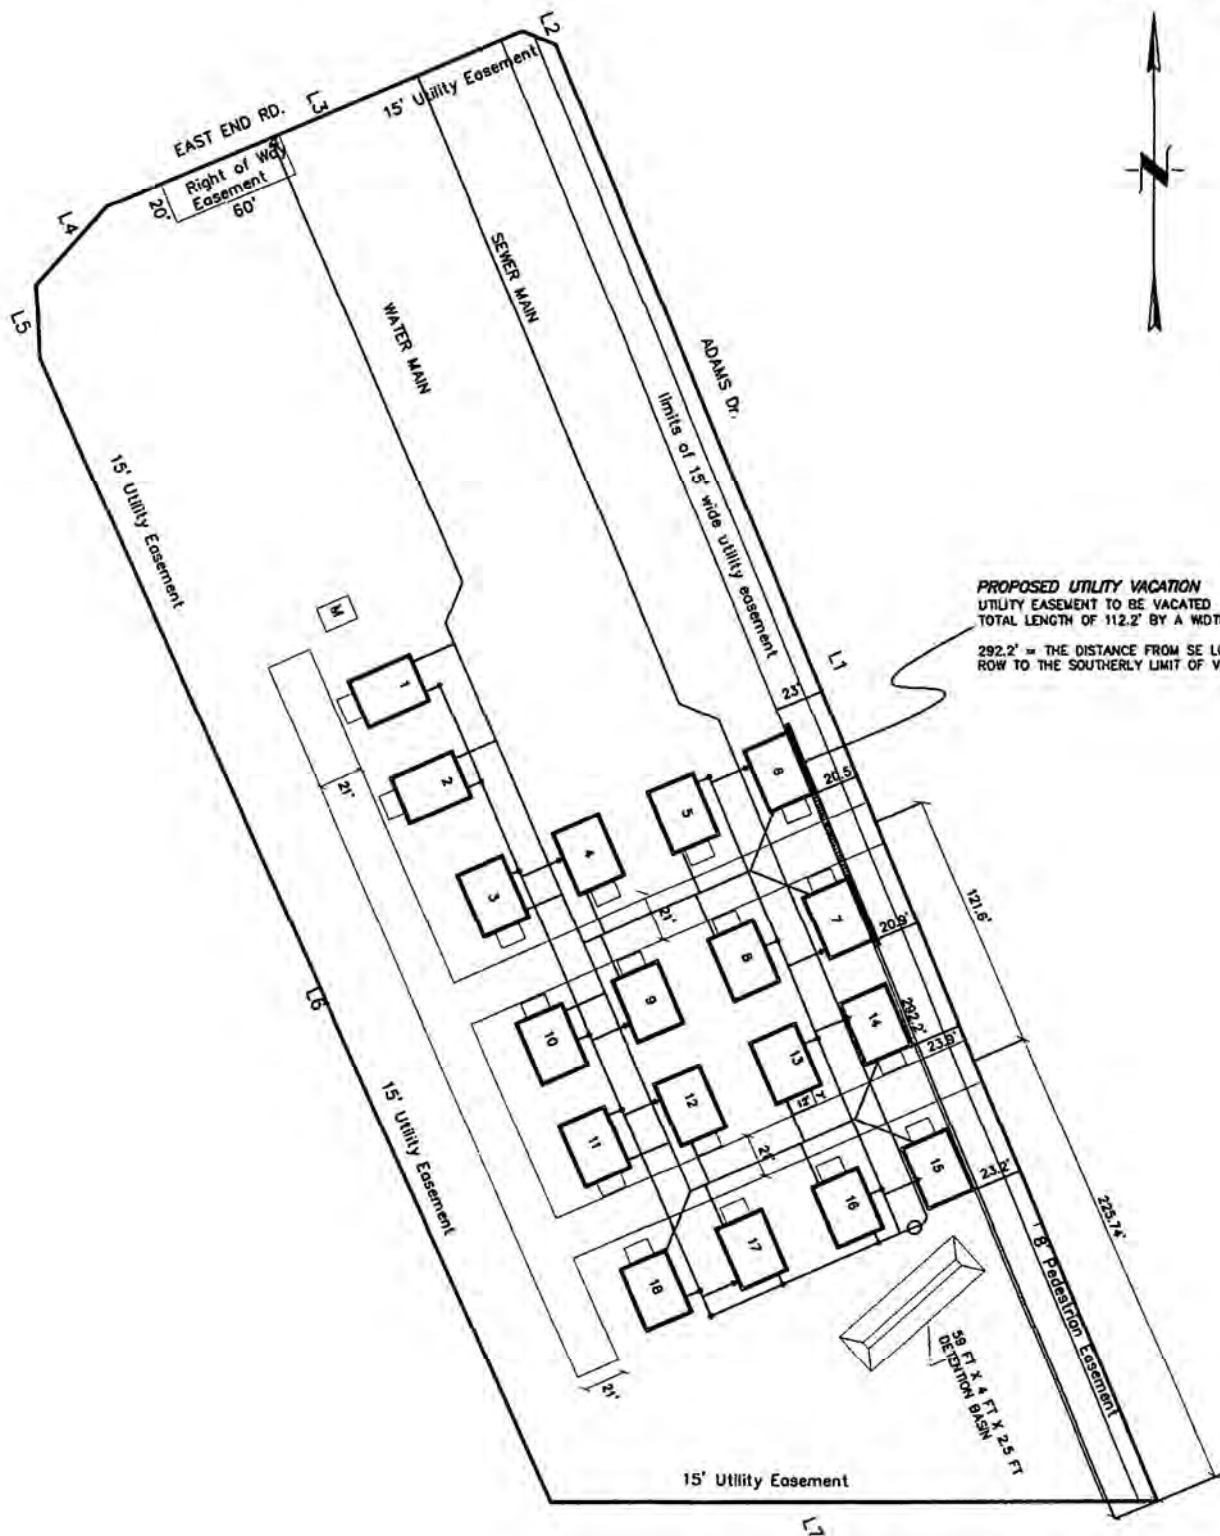 L2
15' Utility Easement
L3
EAST END RD.
Right of Way
Easement
20'
60'
L4
L5
N
SEWER MAIN
WATER MAIN
ADAMS Dr.
limits of 15' wide utility easement
15' Utility Easement
PROPOSED UTILITY VACATION
UTILITY EASEMENT TO BE VACATED
TOTAL LENGTH OF 112.2' BY A
292.2' = THE DISTANCE FROM SE
ROW TO THE SOUTHERLY LIMIT OF
M
L1
23'
1
2
3
4
5
6
20.5'
21'
121.6'
7
8
20.9'
21'
9
10
14
292.2'
23.9'
13
12'
L6
15' Utility Easement
12
11
21'
15
23.2'
16
17
18
225.74'
8' Pedestrian Easement
59 FT X 4 FT X 2.5 FT
DETENTION BASIN
21'
15' Utility Easement
L7